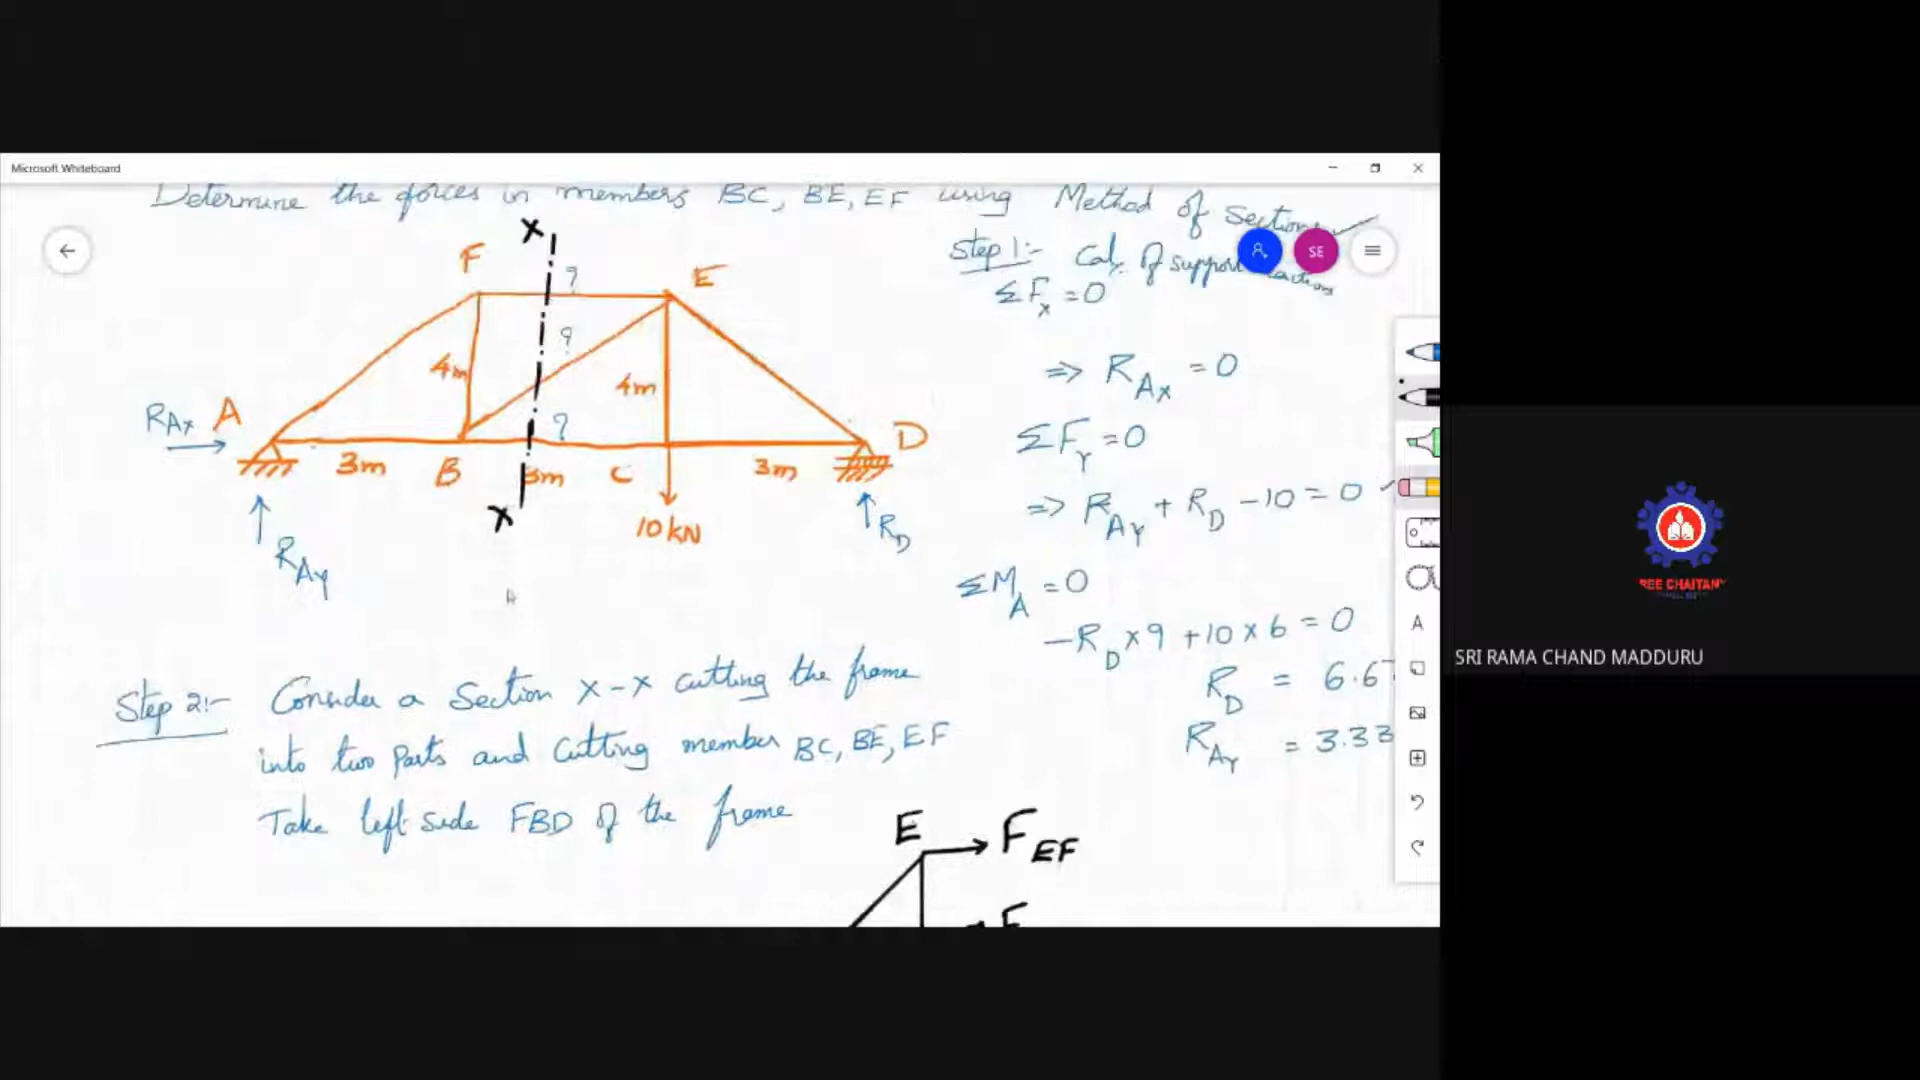 Microsoft Whiteboard
Determine the forces in members BC, BE, EF using Method of Sections
Step 1:- Cal. of support
ΣFx = 0
⇒ RAx = 0
ΣFY = 0
⇒ RAY + RD - 10 = 0
ΣMA = 0
-RD × 9 + 10 × 6 = 0
RD = 6.67
RAY = 3.33
X
F
?
E
4m
?
4m
RAX A
?
D
3m B 3m C 3m
X
10 kN
RAY
RD
Step 2:- Consider a Section X-X cutting the frame
into two Parts and Cutting member BC, BE, EF
Take left side FBD of the frame
E FEF
F
SE
A
REE CHAITANY
SRI RAMA CHAND MADDURU